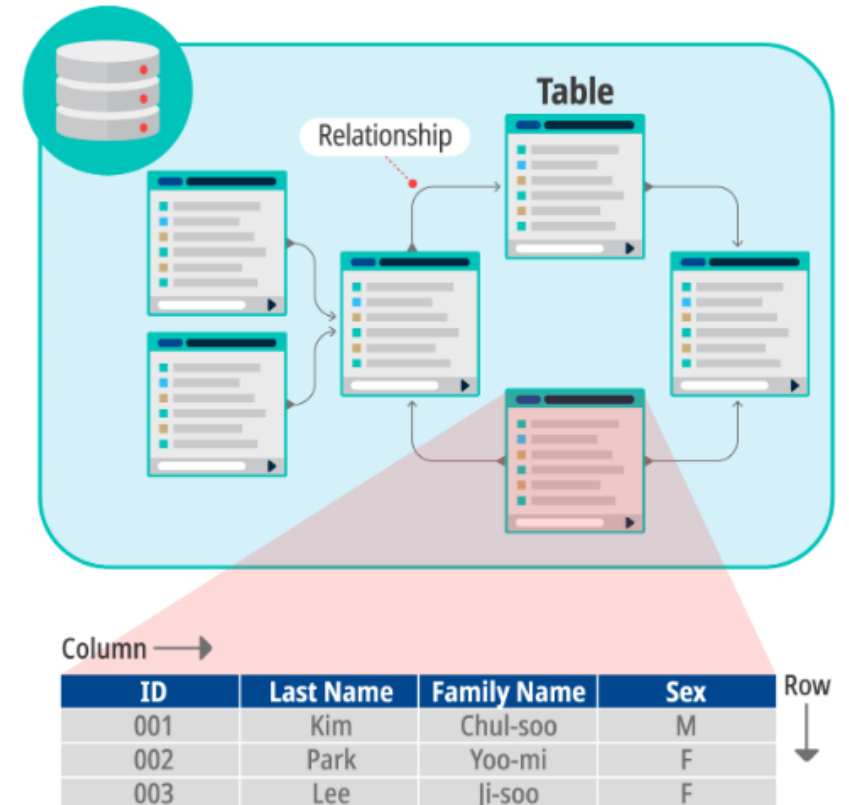 Table
Relationship
Column
Row
ID Last Name Family Name Sex
001 Kim Chul-soo M
002 Park Yoo-mi F
003 Lee Ji-soo F